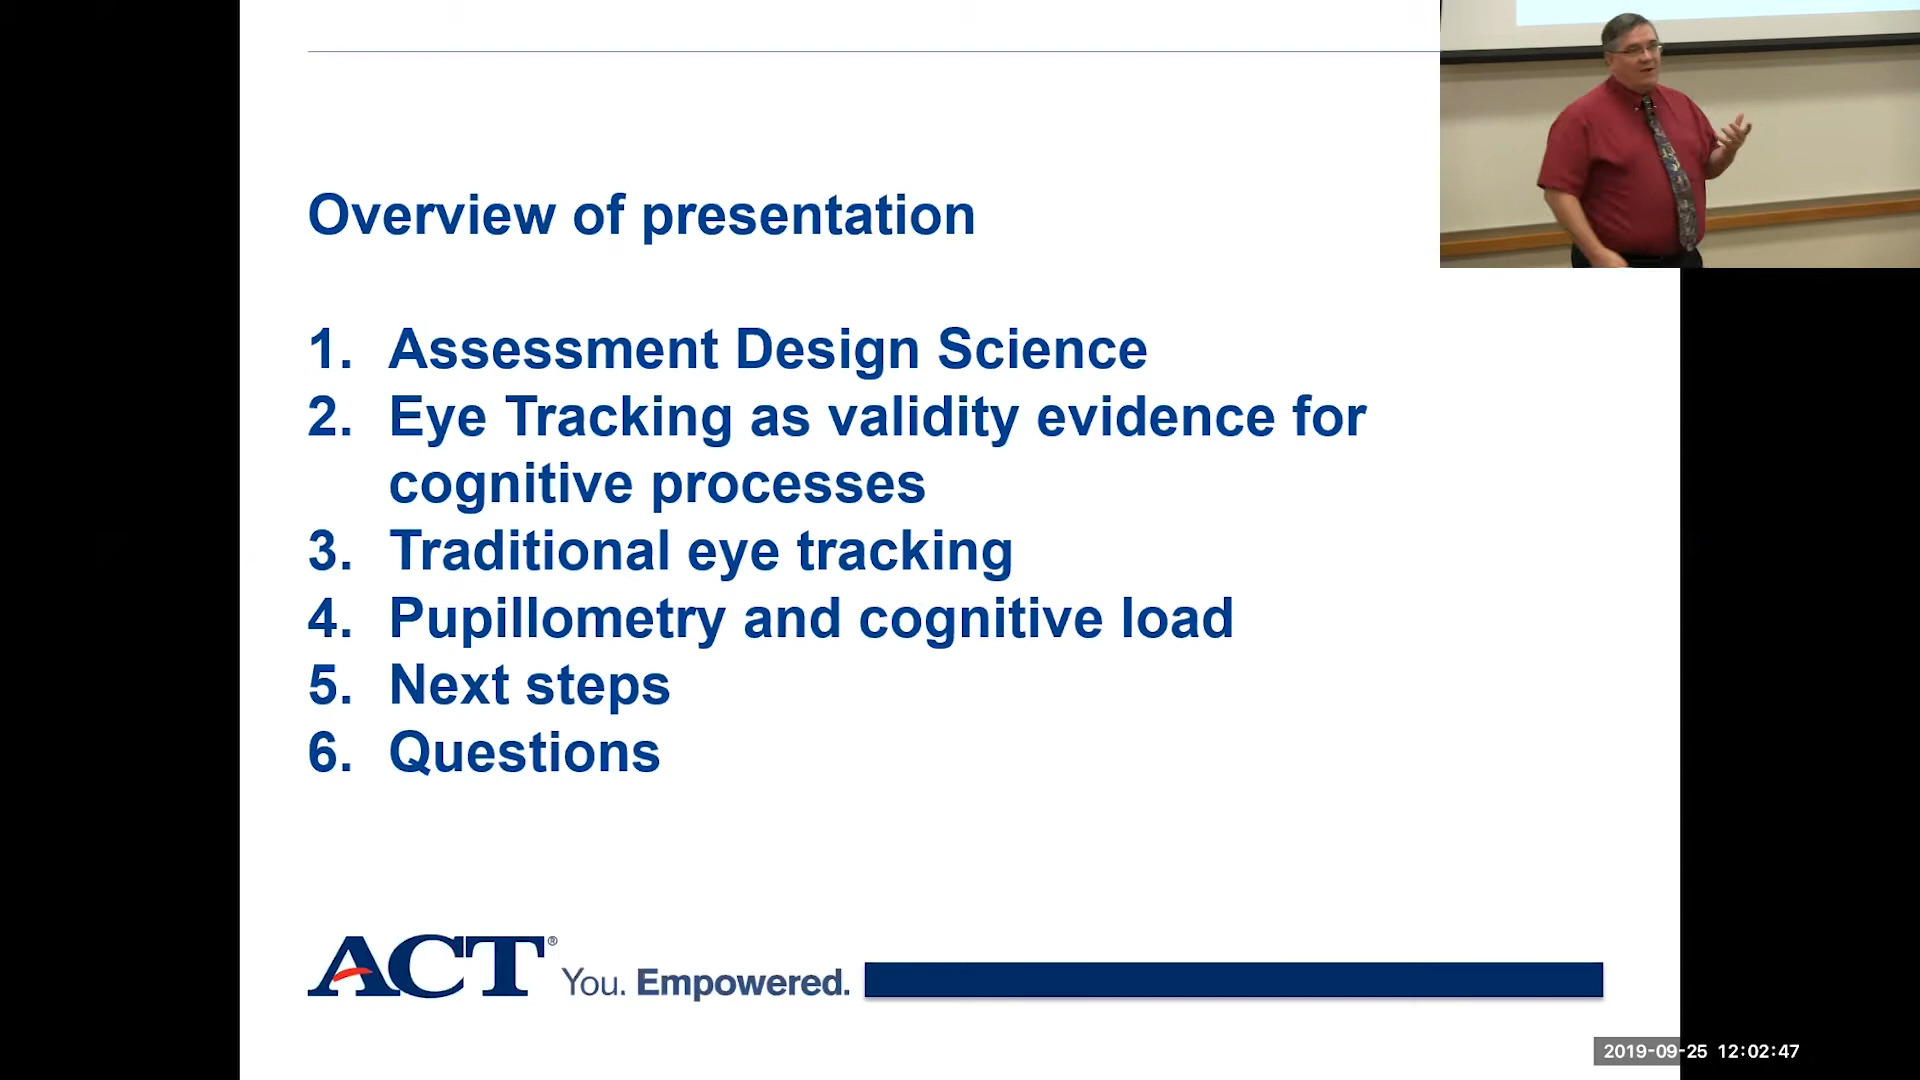 Overview of presentation
1. Assessment Design Science
2. Eye Tracking as validity evidence for
cognitive processes
3. Traditional eye tracking
4. Pupillometry and cognitive load
5. Next steps
6. Questions
ACT® You. Empowered.
2019-09-25 12:02:47